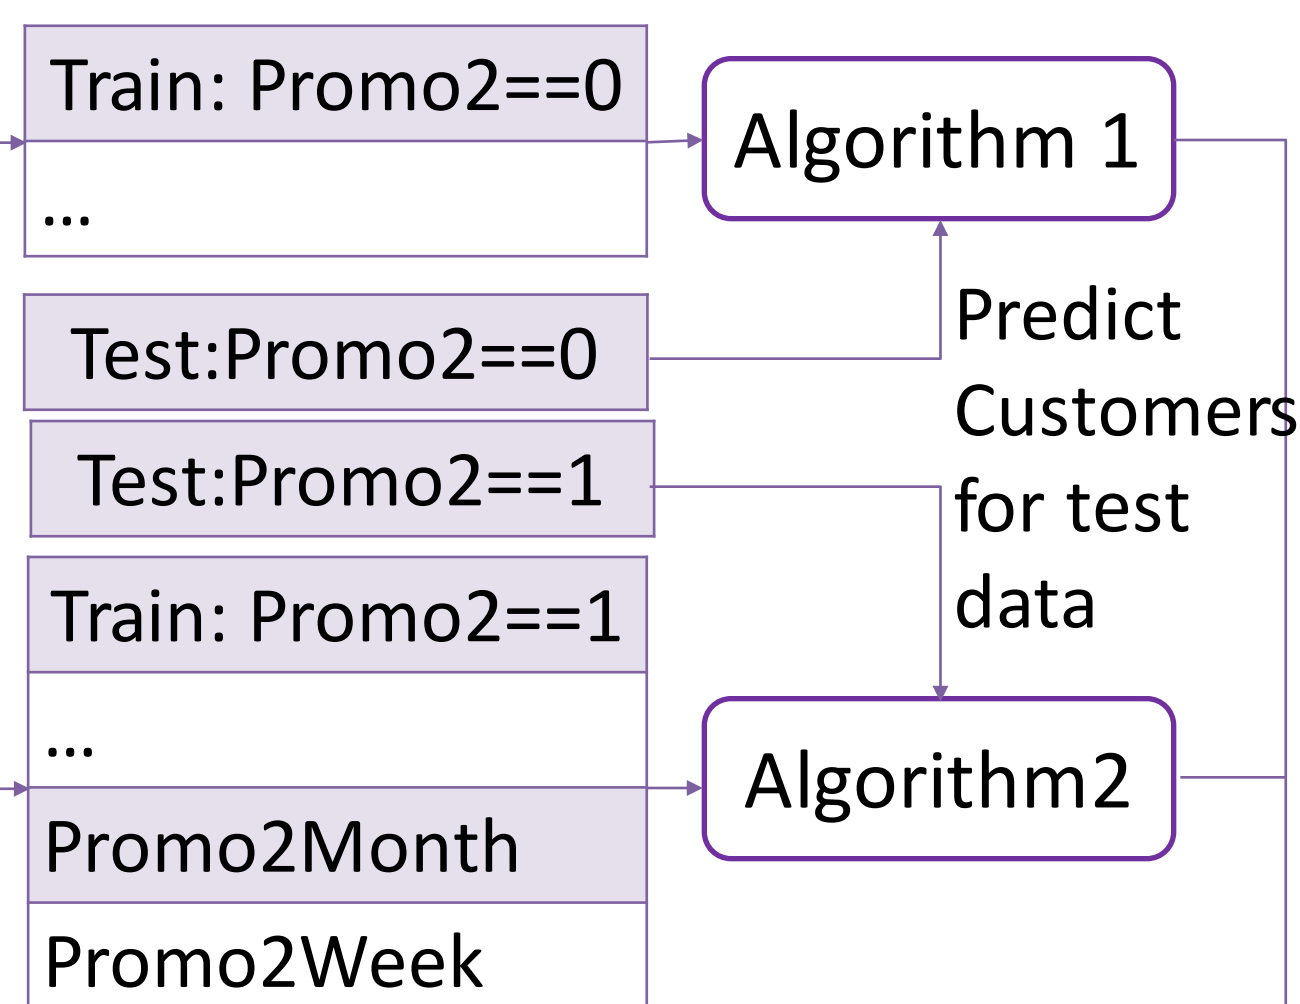 Train: Promo2==0
...
Algorithm 1
Test:Promo2==0
Test:Promo2==1
Predict
Customers
for test
data
Train: Promo2==1
...
Promo2Month
Promo2Week
Algorithm2